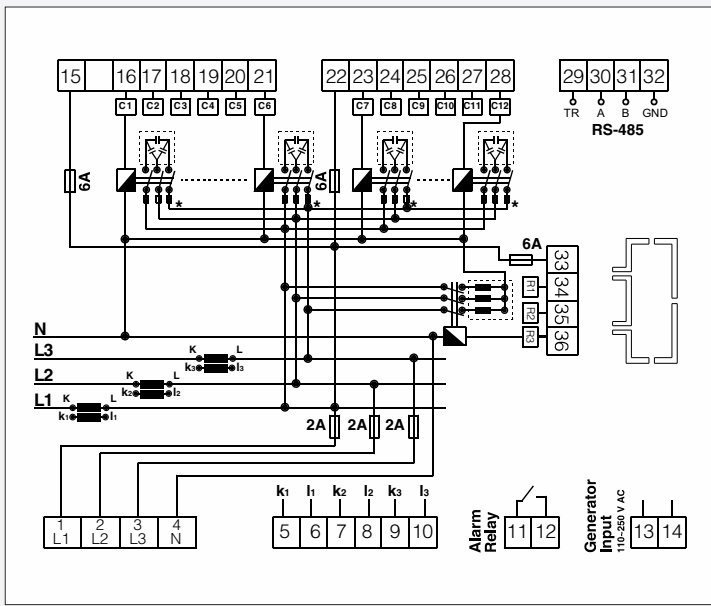 15 16 17 18 19 20 21 22 23 24 25 26 27 28 29 30 31 32
C1 C2 C3 C4 C5 C6 C7 C8 C9 C10 C11 C12
TR A B GND
RS-485
6A 6A
* *
* *
6A
33
34
35
36
R1
R2
R3
N
L3
K L
k3 l3
L2
K L
k2 l2
L1
K L
k1 l1
2A 2A 2A
k1 l1 k2 l2 k3 l3
1 2 3 4
L1 L2 L3 N
5 6 7 8 9 10
Alarm
Relay
11 12
Generator
Input
110-250 V AC
13 14